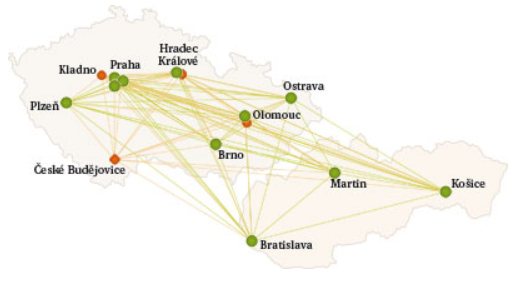 Hradec
Králové
Praha
Kladno
Ostrava
Plzeň
Olomouc
Brno
České Budějovice
Martin
Košice
Bratislava